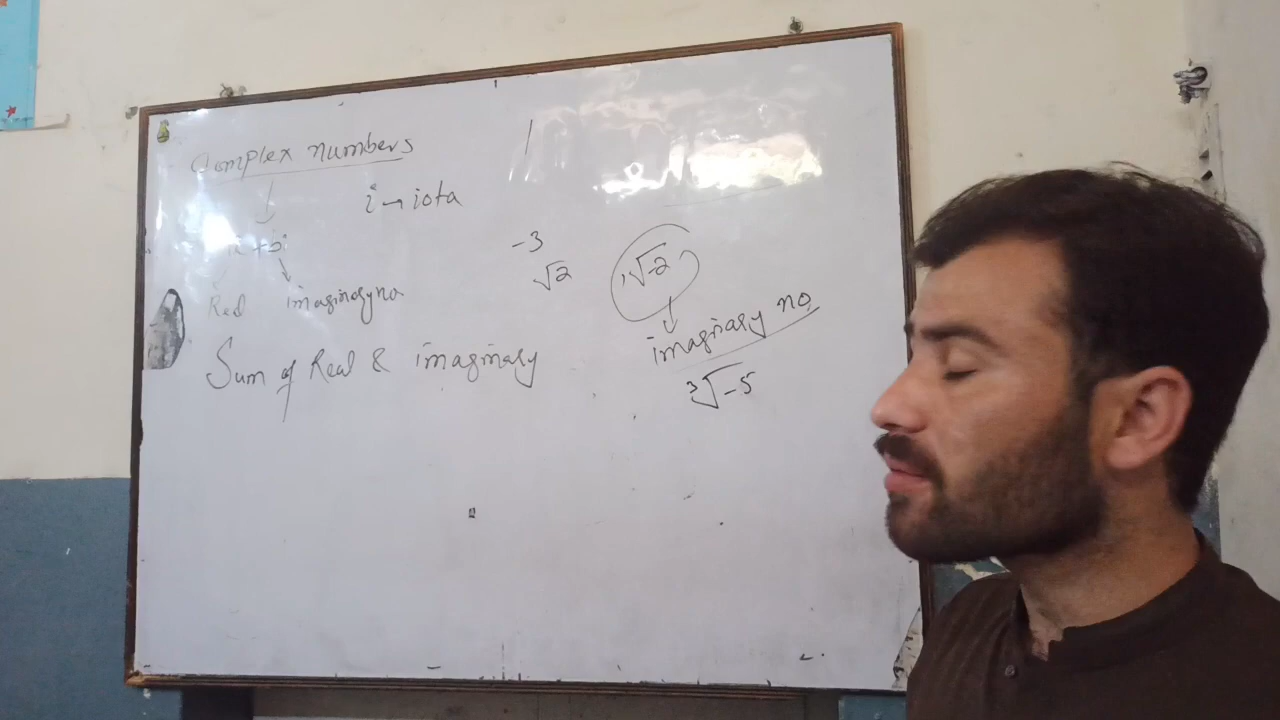 Complex numbers
i → iota
a + bi
Real imaginary no
Sum of Real & imaginary
-3
√2
√-2
imaginary no,
³√-5